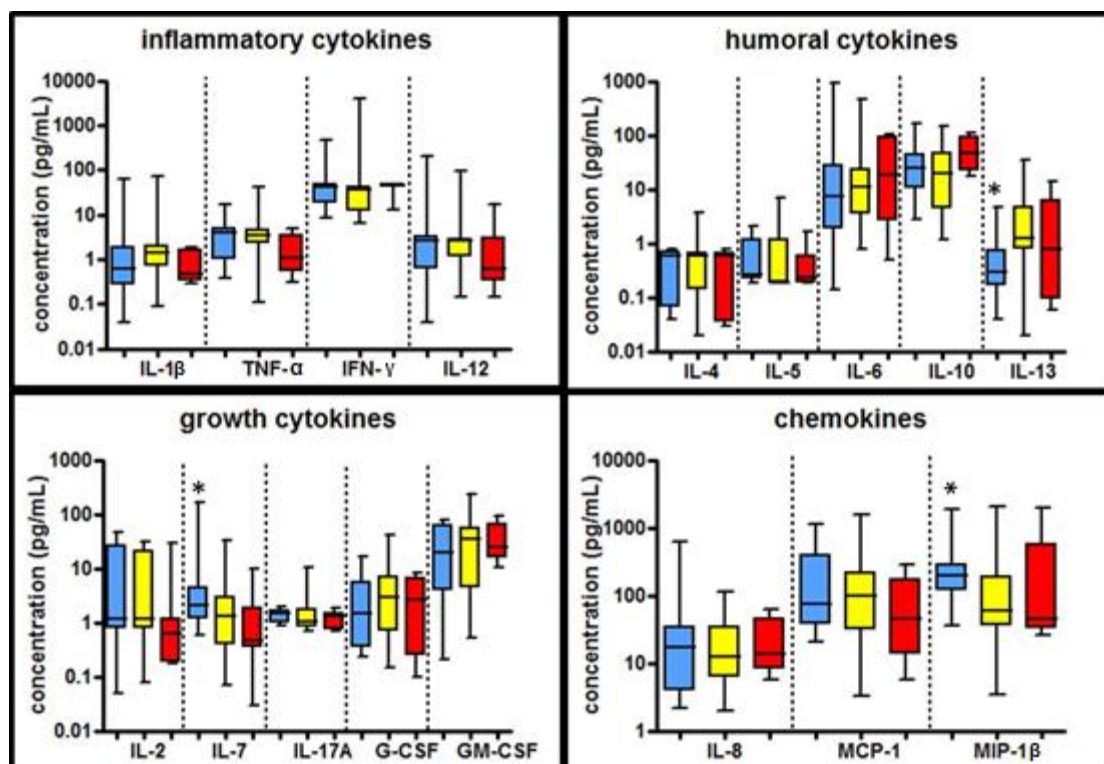 inflammatory cytokines
concentration (pg/mL)
10000
1000
100
10
1
0.1
0.01
IL-1β TNF-α IFN-γ IL-12
humoral cytokines
concentration (pg/mL)
1000
100
10
1
0.1
0.01
*
IL-4 IL-5 IL-6 IL-10 IL-13
growth cytokines
concentration (pg/mL)
1000
100
10
1
0.1
0.01
*
IL-2 IL-7 IL-17A G-CSF GM-CSF
chemokines
concentration (pg/mL)
10000
1000
100
10
1
*
IL-8 MCP-1 MIP-1β